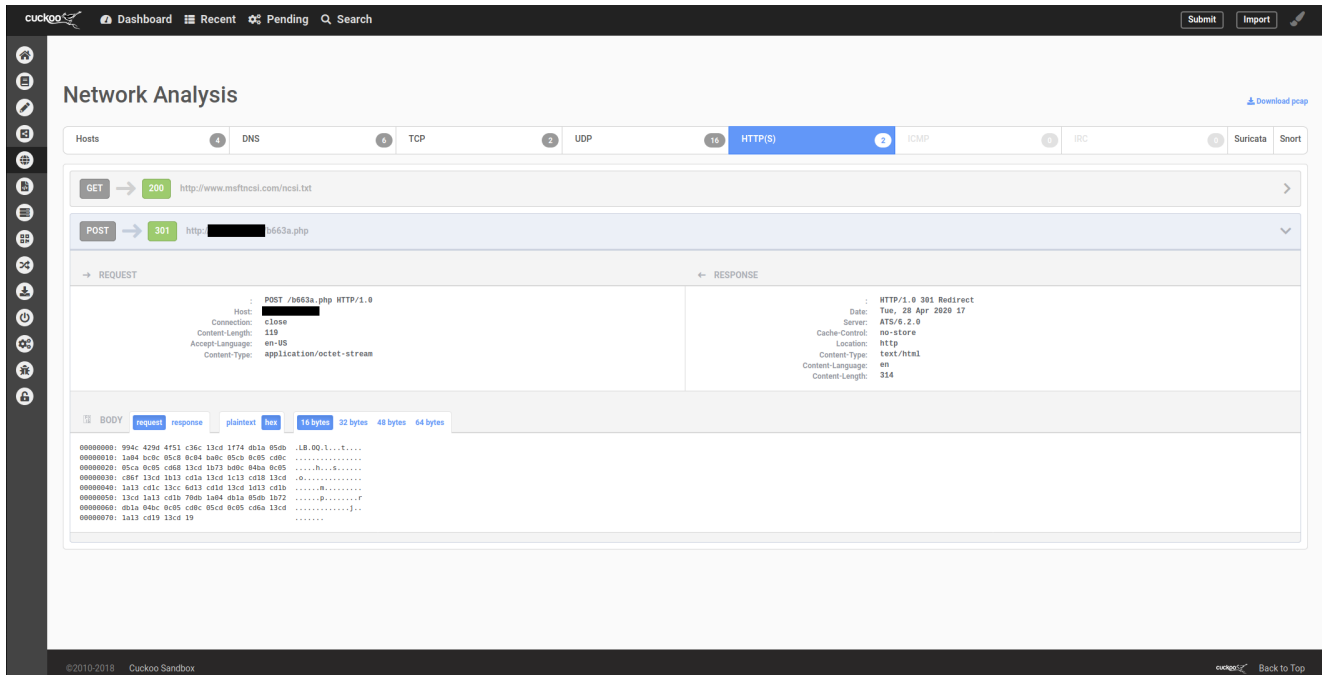 cuckoo Dashboard Recent Pending Search Submit Import
Network Analysis
Download pcap
Hosts 4 DNS 6 TCP 2 UDP 16 HTTP(S) 2 ICMP 0 IRC 0 Suricata Snort
GET 200 http://www.msftncsi.com/ncsi.txt
POST 301 http:/ b663a.php
REQUEST
: POST /b663a.php HTTP/1.0
Host:
Connection: close
Content-Length: 119
Accept-Language: en-US
Content-Type: application/octet-stream
RESPONSE
: HTTP/1.0 301 Redirect
Date: Tue, 28 Apr 2020 17
Server: ATS/6.2.0
Cache-Control: no-store
Location: http
Content-Type: text/html
Content-Language: en
Content-Length: 314
BODY request response plaintext hex 16 bytes 32 bytes 48 bytes 64 bytes
00000000: 994c 429d 4f51 c36c 13cd 1f74 db1a 05db .LB.OQ.l...t....
00000010: 1a04 bc0c 05c8 0c04 ba0c 05cb 0c05 cd0c ................
00000020: 05ca 0c05 cd68 13cd 1b73 bd0c 04ba 0c05 .....h...s......
00000030: c86f 13cd 1b13 cd1a 13cd 1c13 cd18 13cd .o..............
00000040: 1a13 cd1c 13cc 6d13 cd1d 13cd 1d13 cd1b ......m.........
00000050: 13cd 1a13 cd1b 70db 1a04 db1a 05db 1b72 ......p........r
00000060: db1a 04bc 0c05 cd0c 05cd 0c05 cd6a 13cd .............j..
00000070: 1a13 cd19 13cd 19 .......
©2010-2018 Cuckoo Sandbox cuckoo Back to Top